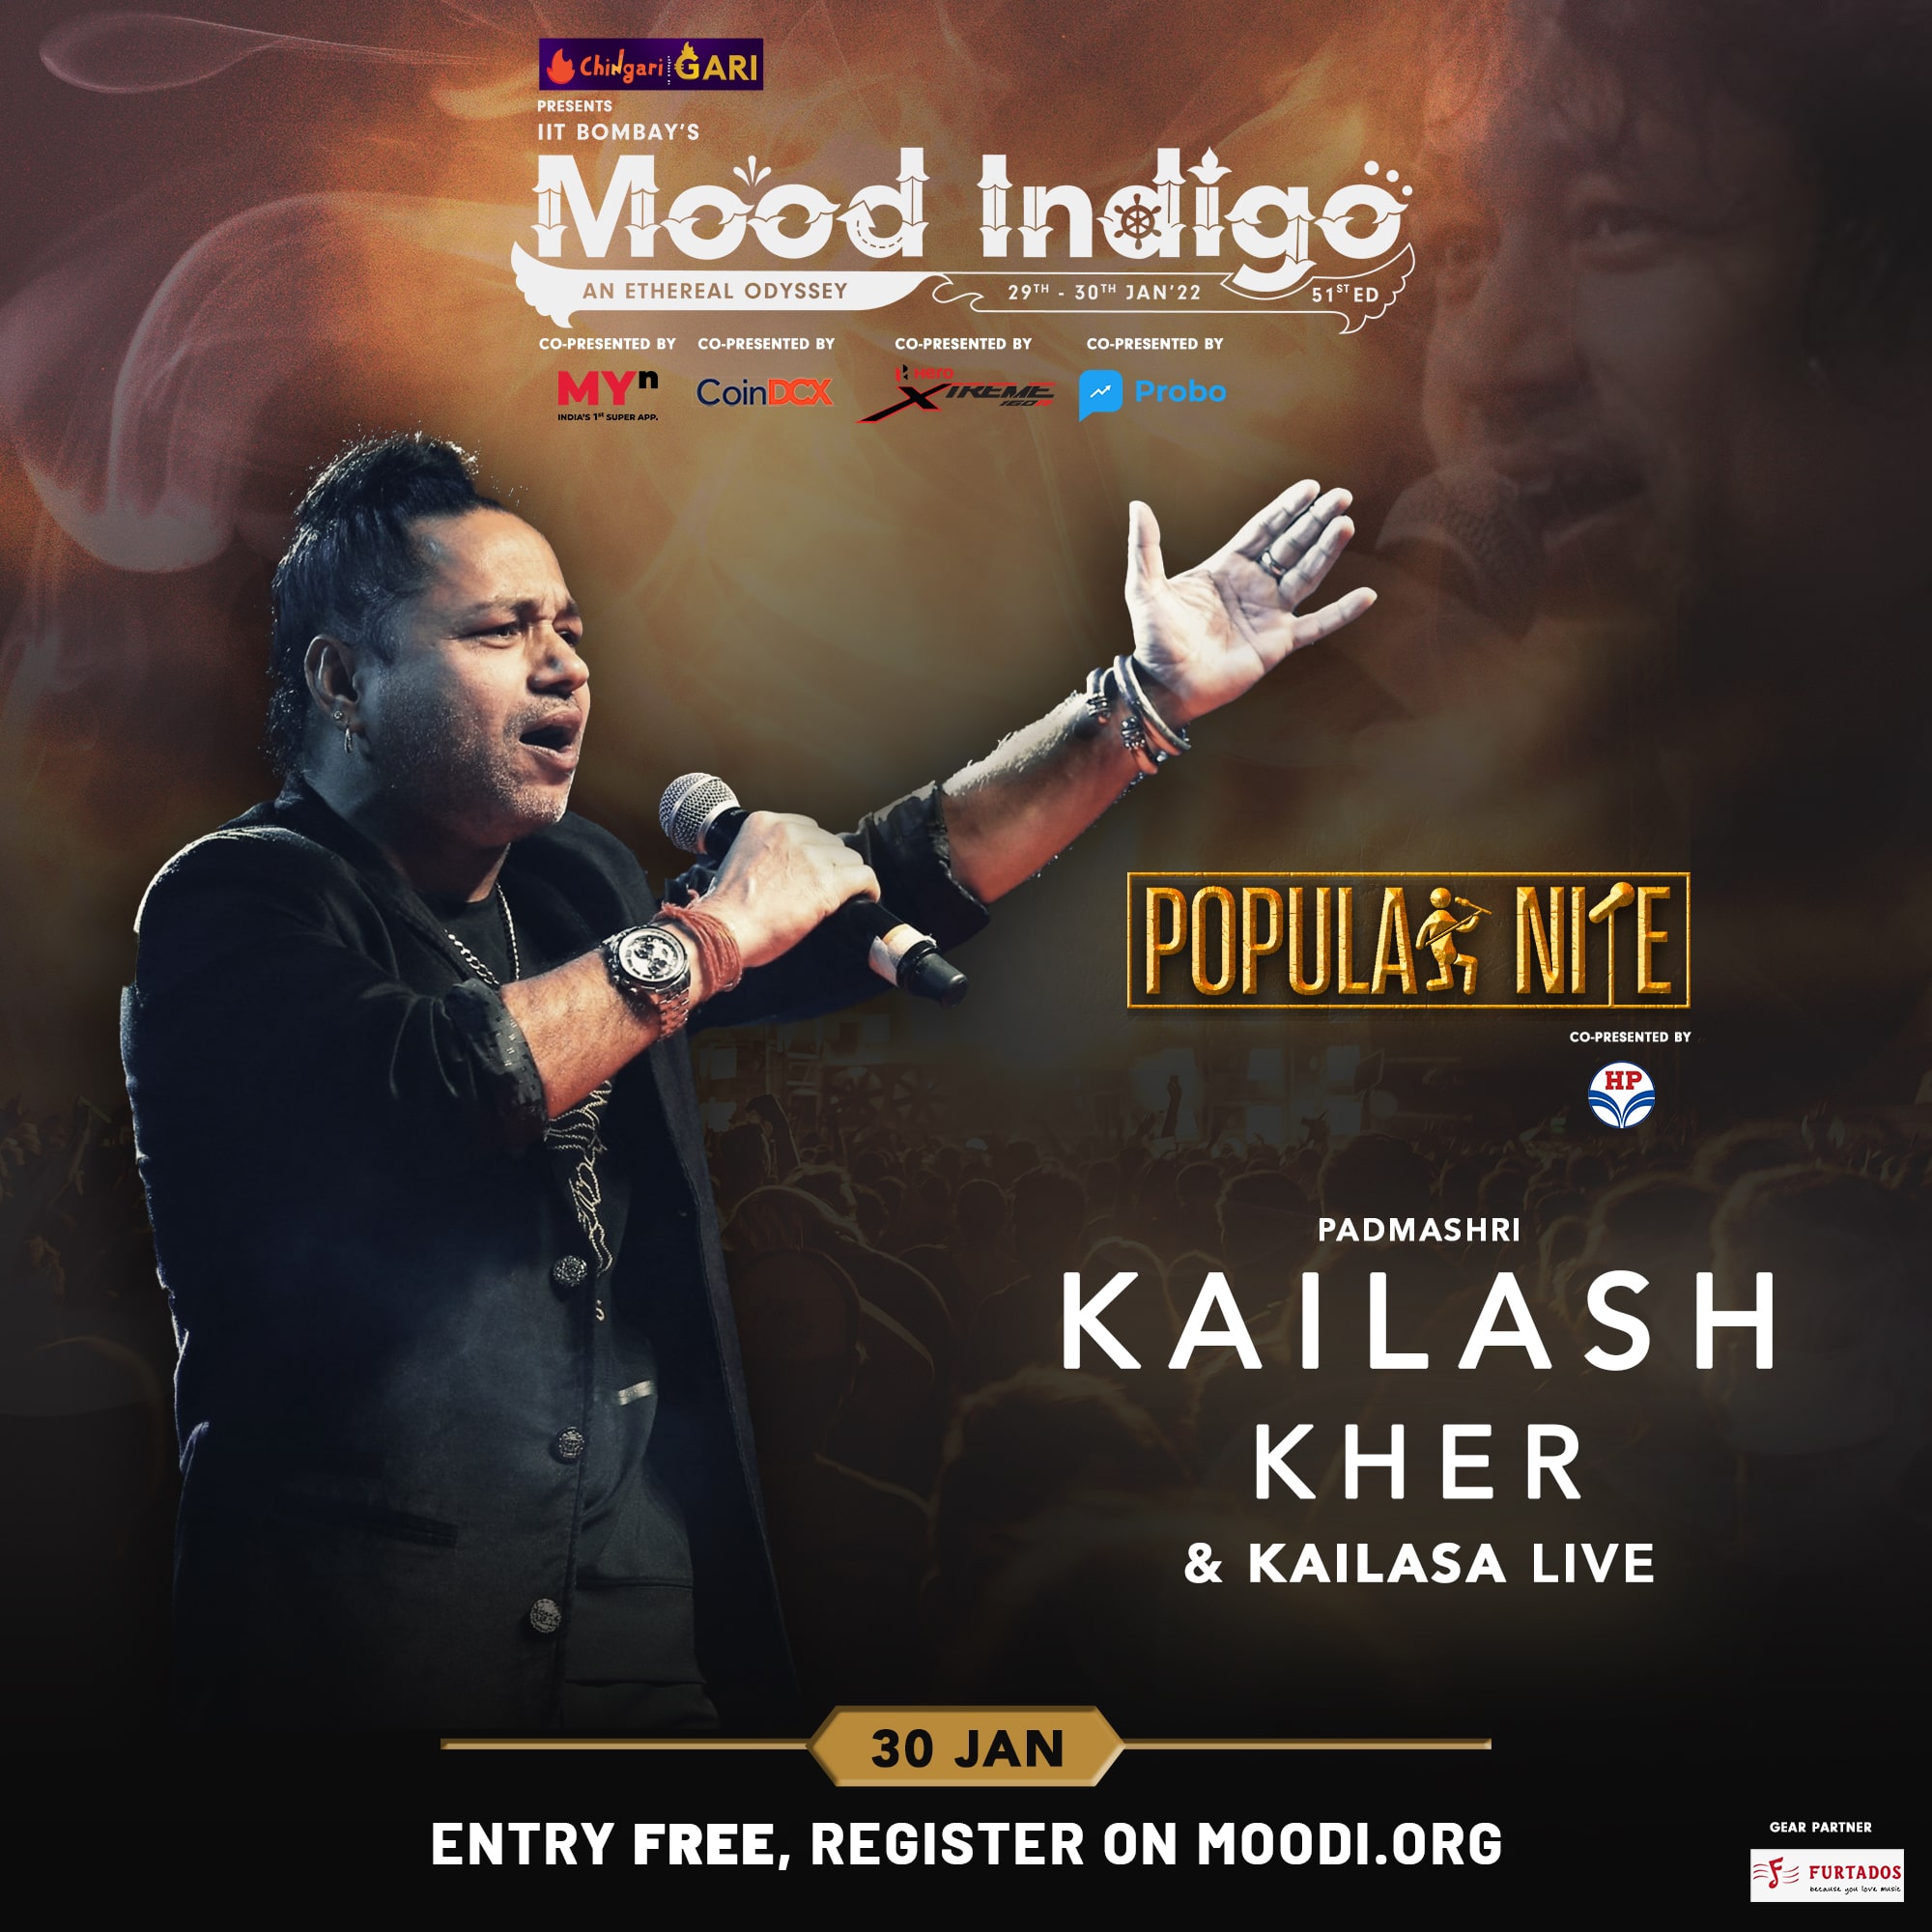 Chingari GARI
PRESENTS
IIT BOMBAY'S
Mood Indigo
AN ETHEREAL ODYSSEY 29TH - 30TH JAN'22 51ST ED
CO-PRESENTED BY CO-PRESENTED BY CO-PRESENTED BY CO-PRESENTED BY
MYn CoinDCX Hero XTREME 160R Probo
INDIA'S 1st SUPER APP.
POPULAR NITE
CO-PRESENTED BY
HP
PADMASHRI
KAILASH
KHER
& KAILASA LIVE
30 JAN
ENTRY FREE, REGISTER ON MOODI.ORG
GEAR PARTNER
FURTADOS
because you love music